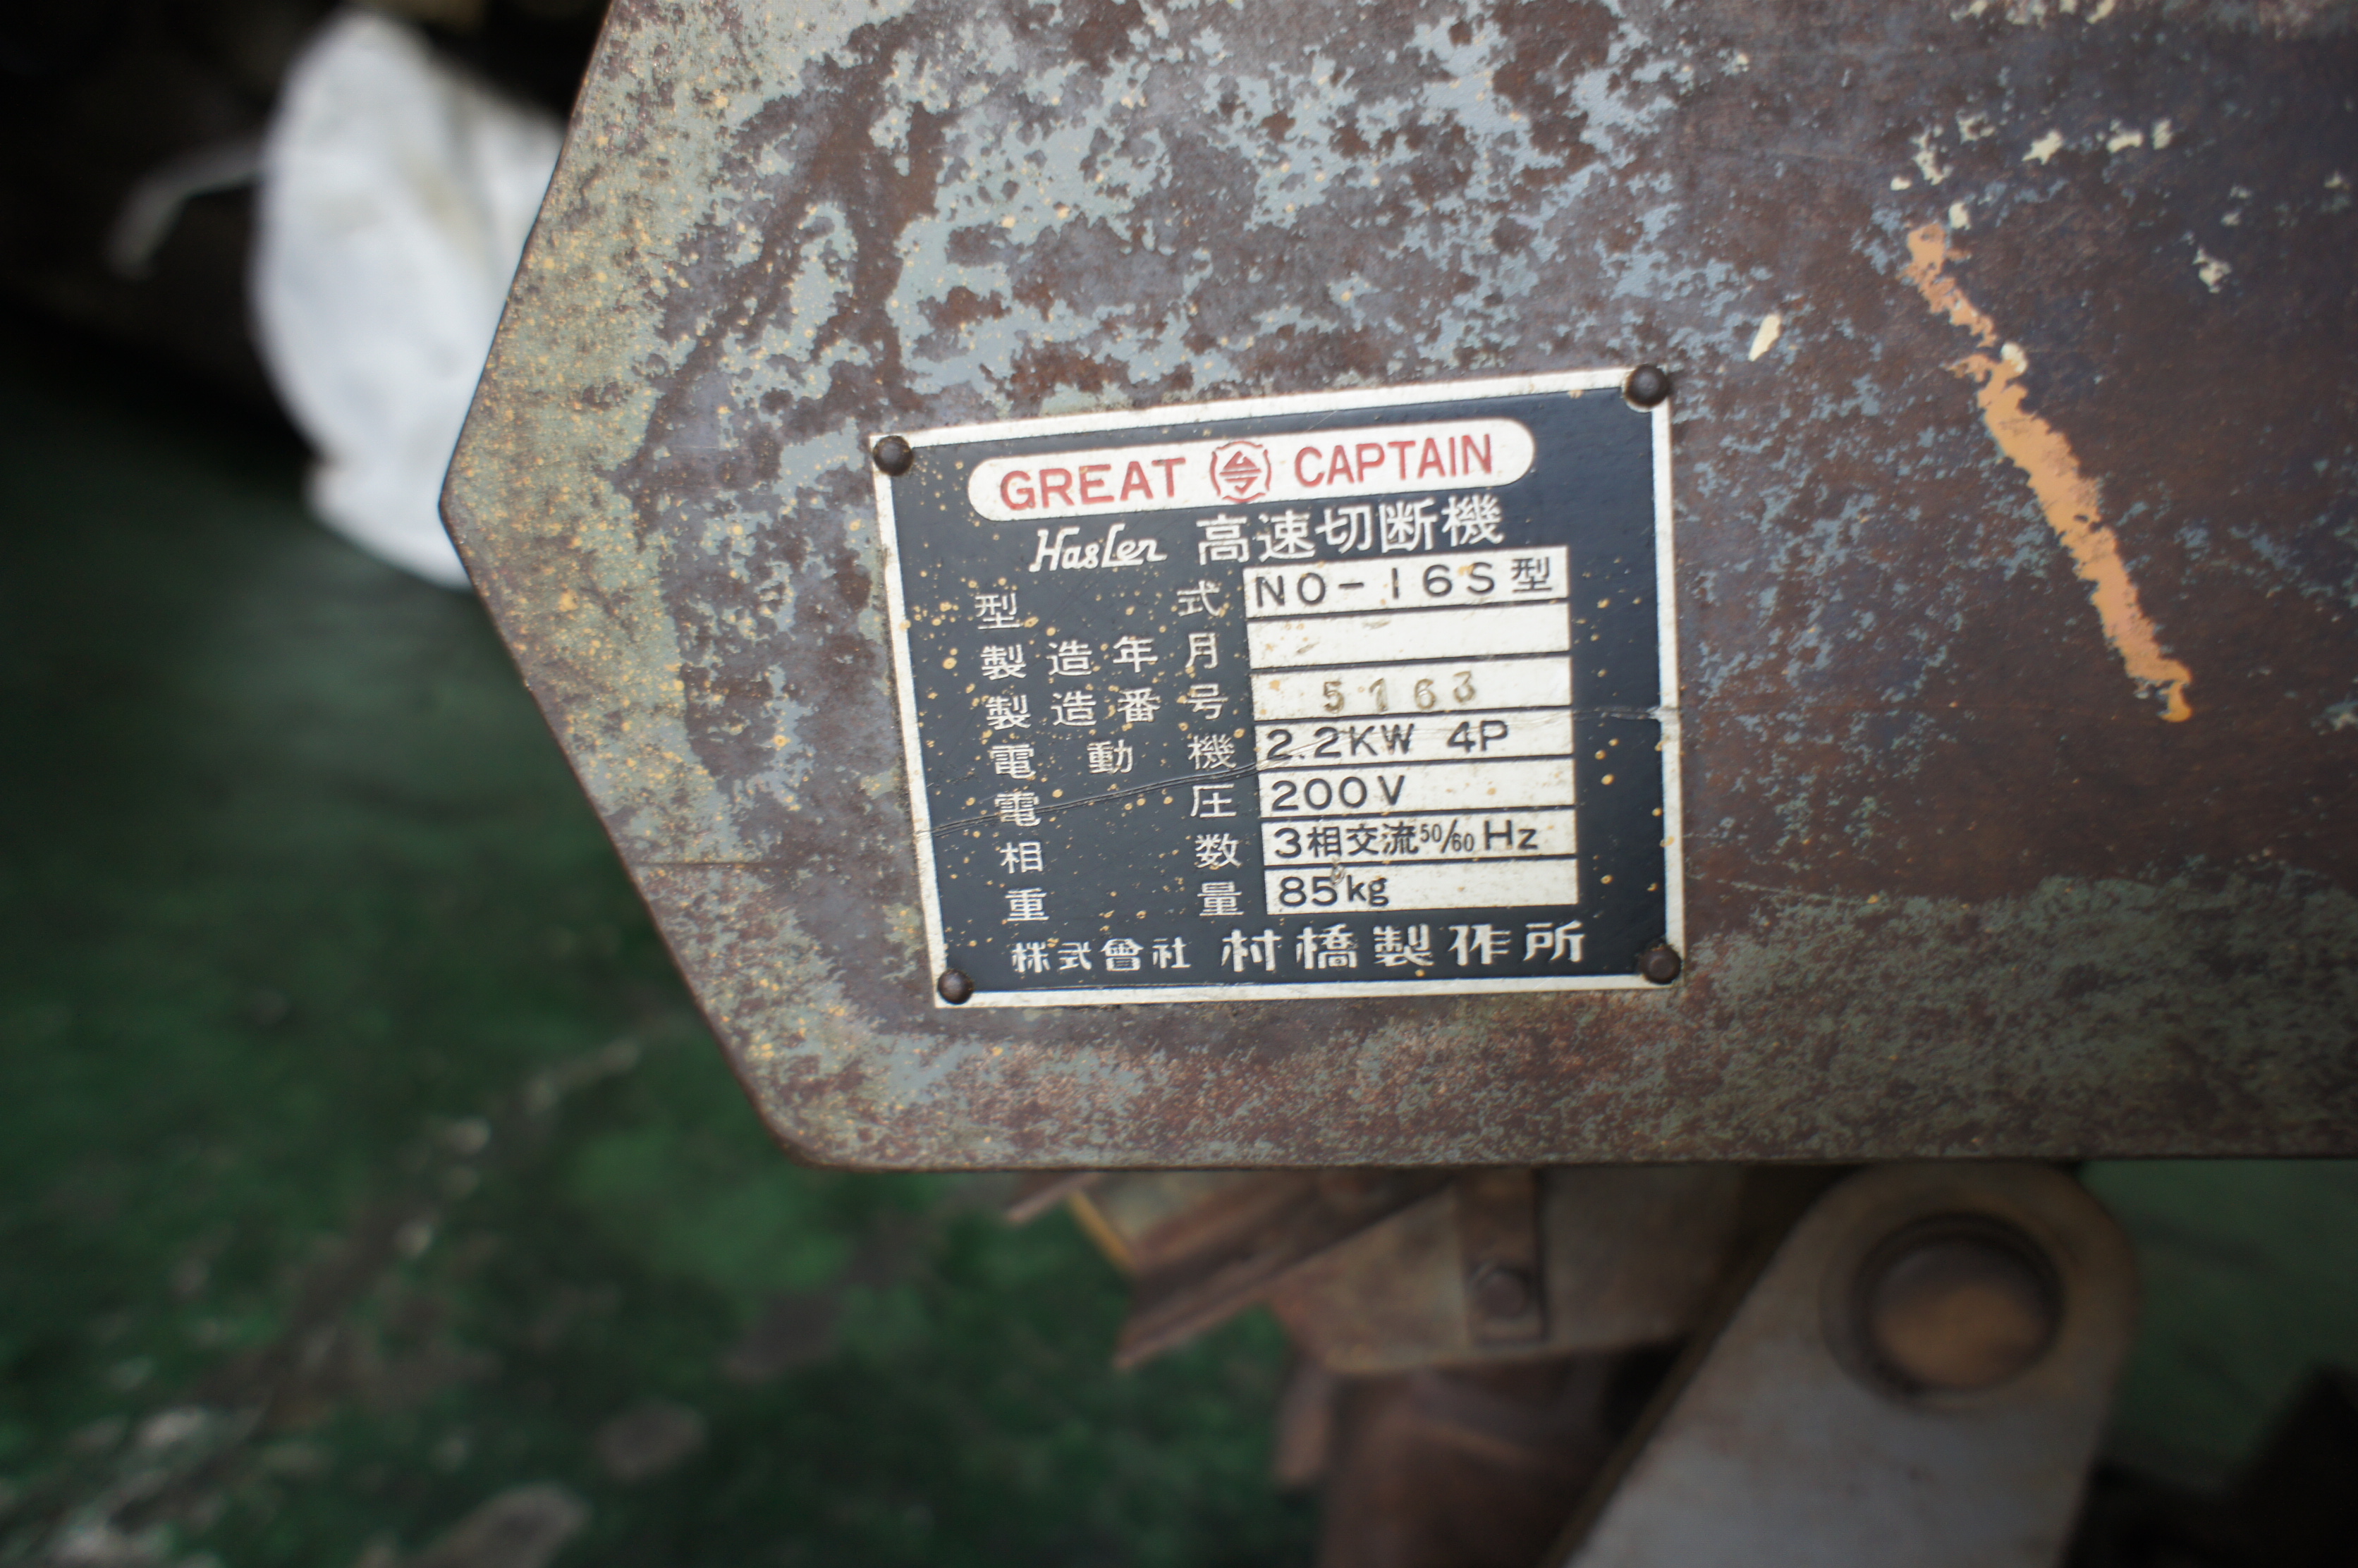 GREAT CAPTAIN
Hasler 高速切断機
型式 NO-16S型
製造年月
製造番号 5163
電動機 2.2KW 4P
電圧 200V
相数 3相交流50/60Hz
重量 85kg
株式會社 村橋製作所